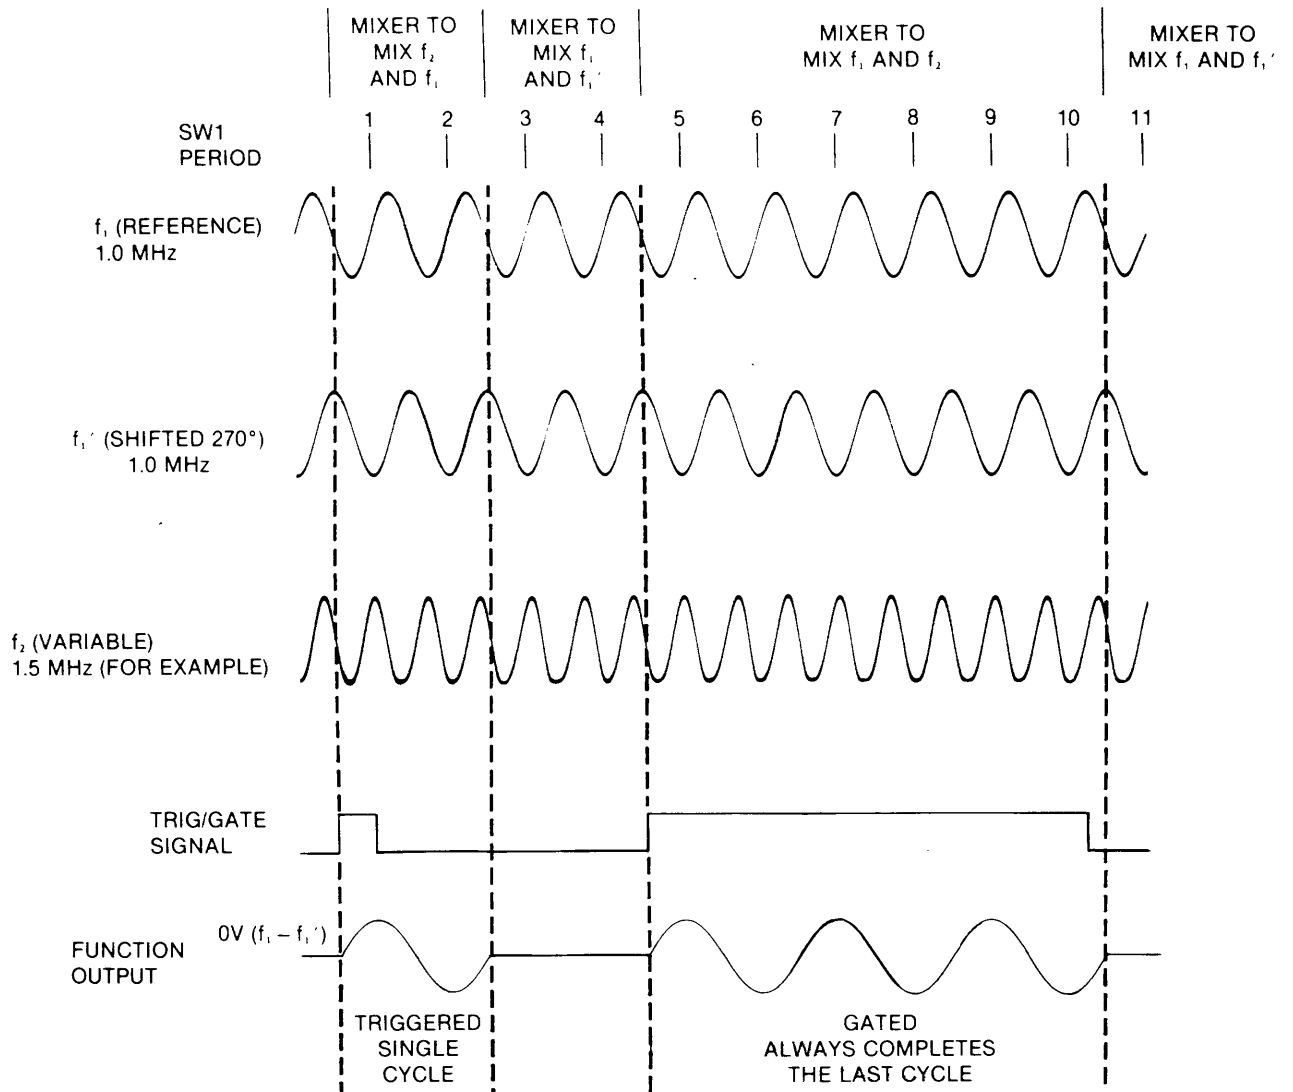 MIXER TO
MIX f₂
AND f₁
MIXER TO
MIX f₁
AND f₁′
MIXER TO
MIX f₁ AND f₂
MIXER TO
MIX f₁ AND f₁′
SW1
PERIOD
1 2 3 4 5 6 7 8 9 10 11
f₁ (REFERENCE)
1.0 MHz
f₁′ (SHIFTED 270°)
1.0 MHz
f₂ (VARIABLE)
1.5 MHz (FOR EXAMPLE)
TRIG/GATE
SIGNAL
0V (f₁ – f₁′)
FUNCTION
OUTPUT
TRIGGERED
SINGLE
CYCLE
GATED
ALWAYS COMPLETES
THE LAST CYCLE